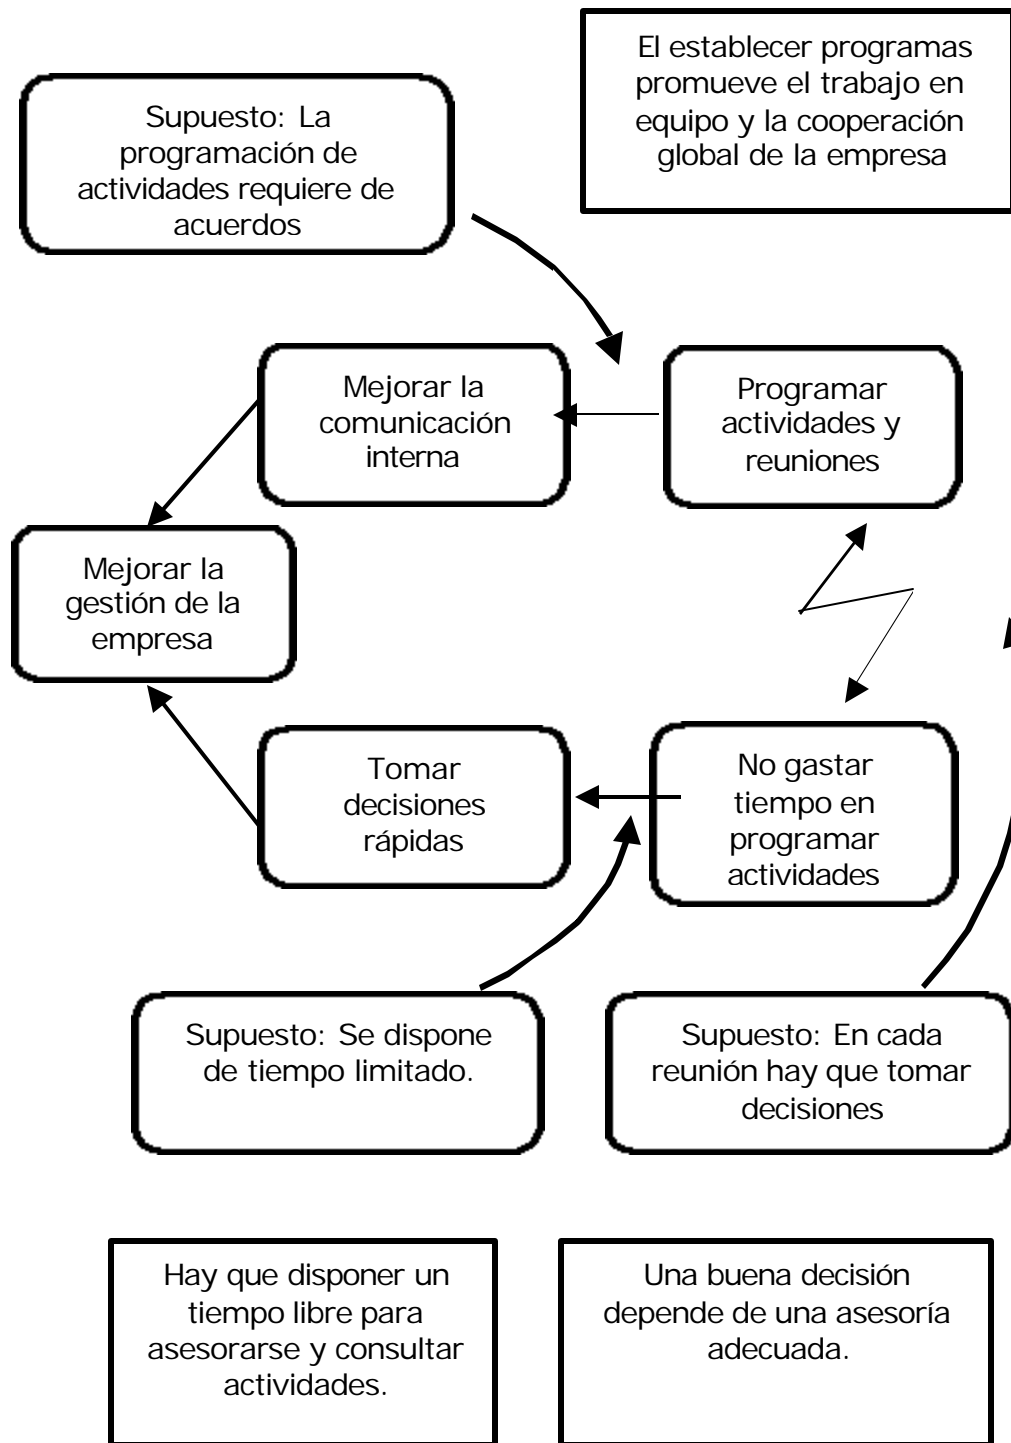 El establecer programas
promueve el trabajo en
equipo y la cooperación
global de la empresa
Supuesto: La
programación de
actividades requiere de
acuerdos
Mejorar la
comunicación
interna
Programar
actividades y
reuniones
Mejorar la
gestión de la
empresa
Tomar
decisiones
rápidas
No gastar
tiempo en
programar
actividades
Supuesto: Se dispone
de tiempo limitado.
Supuesto: En cada
reunión hay que tomar
decisiones
Hay que disponer un
tiempo libre para
asesorarse y consultar
actividades.
Una buena decisión
depende de una asesoría
adecuada.